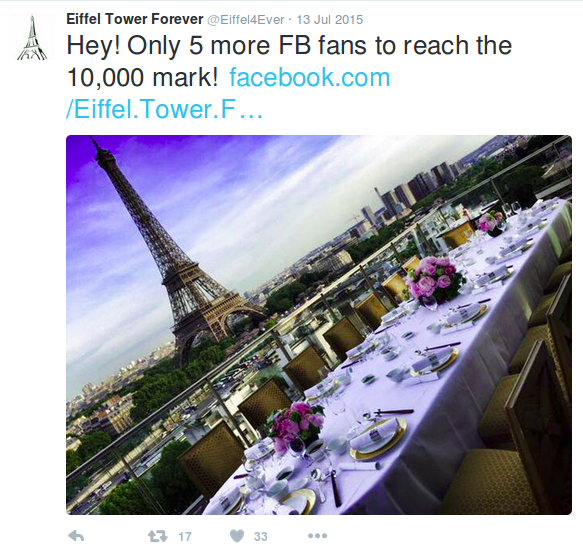 Eiffel Tower Forever @Eiffel4Ever · 13 Jul 2015
Hey! Only 5 more FB fans to reach the
10,000 mark! facebook.com
/Eiffel.Tower.F…
17 33